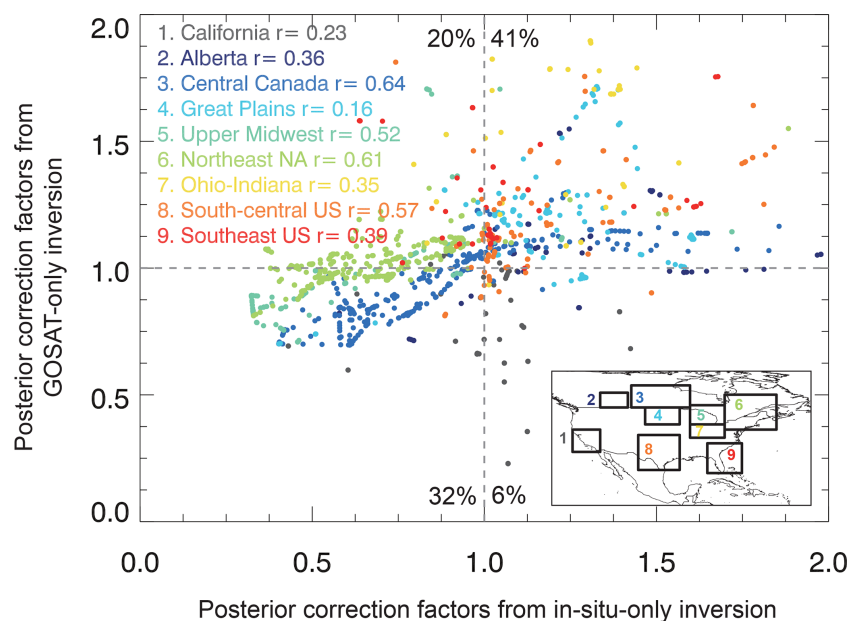 2.0
1.5
1.0
0.5
0.0
Posterior correction factors from
GOSAT-only inversion
1. California r= 0.23
2. Alberta r= 0.36
3. Central Canada r= 0.64
4. Great Plains r= 0.16
5. Upper Midwest r= 0.52
6. Northeast NA r= 0.61
7. Ohio-Indiana r= 0.35
8. South-central US r= 0.57
9. Southeast US r= 0.39
20% 41%
32% 6%
1
2
3
4
5
6
7
8
9
0.0 0.5 1.0 1.5 2.0
Posterior correction factors from in-situ-only inversion